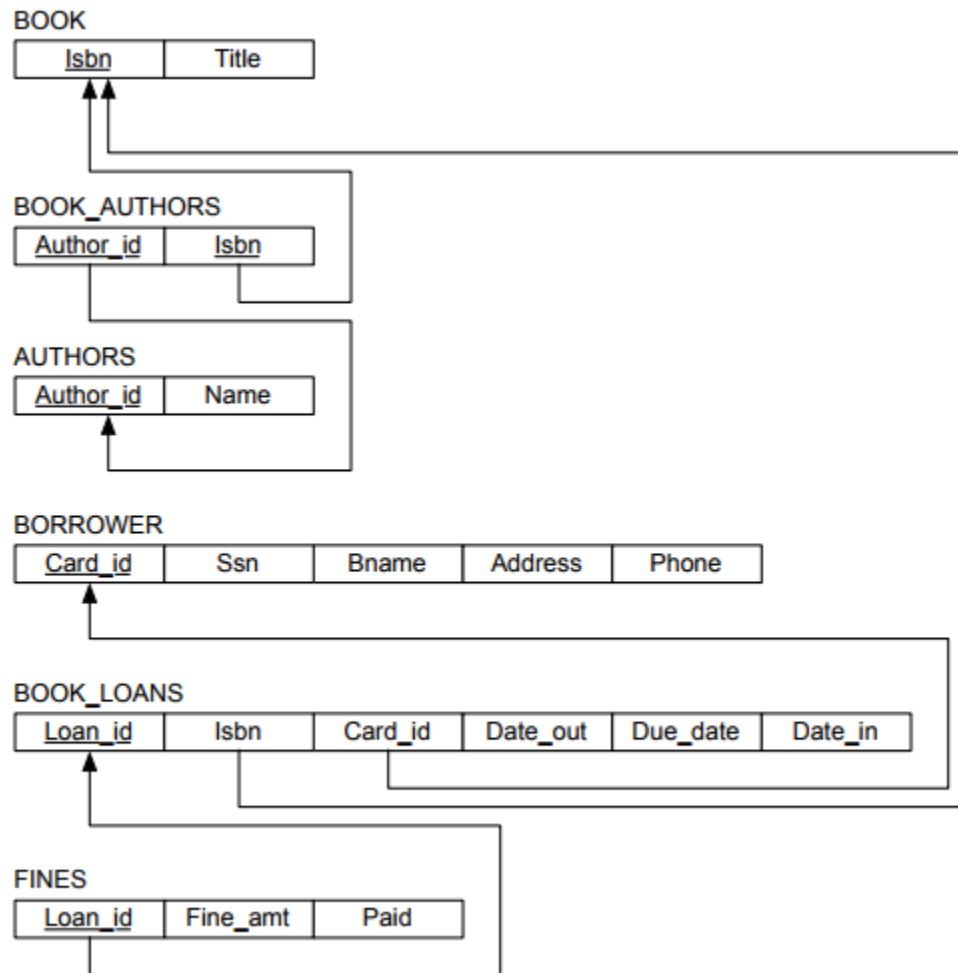 BOOK
Isbn Title
BOOK_AUTHORS
Author_id Isbn
AUTHORS
Author_id Name
BORROWER
Card_id Ssn Bname Address Phone
BOOK_LOANS
Loan_id Isbn Card_id Date_out Due_date Date_in
FINES
Loan_id Fine_amt Paid